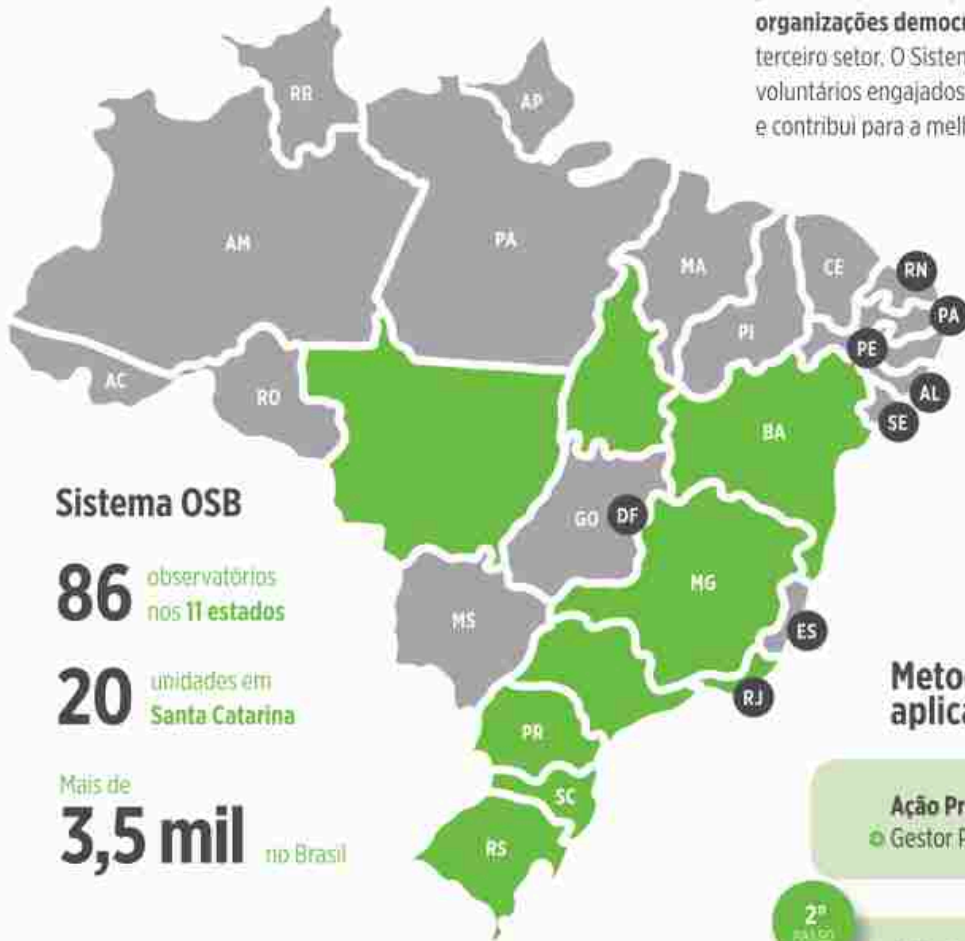 organizações democ
terceiro setor. O Sistem
voluntários engajados
e contribui para a mel
RR
AP
AM
PA
MA
CE
RN
PI
PA
PE
AC
RO
AL
SE
BA
Sistema OSB
GO
DF
86 observatórios
nos 11 estados
MG
MS
ES
20 unidades em
Santa Catarina
RJ
Meto
aplica
PR
Mais de
3,5 mil no Brasil
SC
Ação Pr
Gestor P
RS
2º